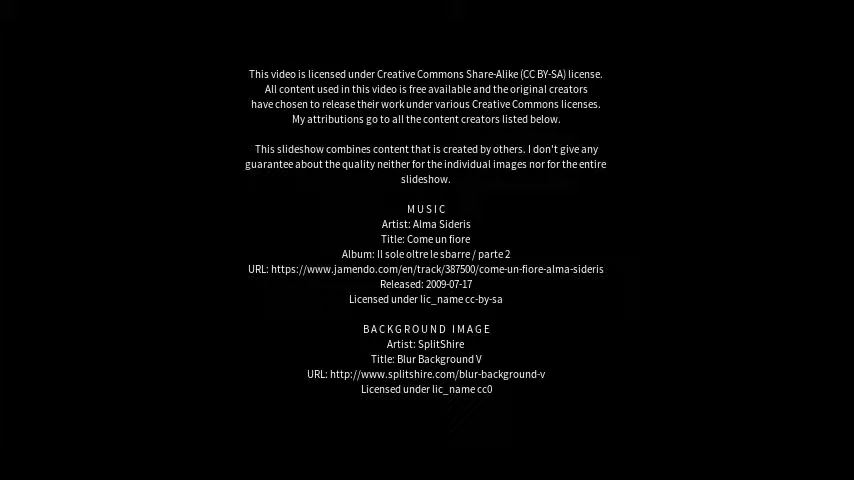 This video is licensed under Creative Commons Share-Alike (CC BY-SA) license.
All content used in this video is free available and the original creators
have chosen to release their work under various Creative Commons licenses.
My attributions go to all the content creators listed below.
This slideshow combines content that is created by others. I don't give any
guarantee about the quality neither for the individual images nor for the entire
slideshow.
MUSIC
Artist: Alma Sideris
Title: Come un fiore
Album: Il sole oltre le sbarre / parte 2
URL: https://www.jamendo.com/en/track/387500/come-un-fiore-alma-sideris
Released: 2009-07-17
Licensed under lic_name cc-by-sa
BACKGROUND IMAGE
Artist: SplitShire
Title: Blur Background V
URL: http://www.splitshire.com/blur-background-v
Licensed under lic_name cc0